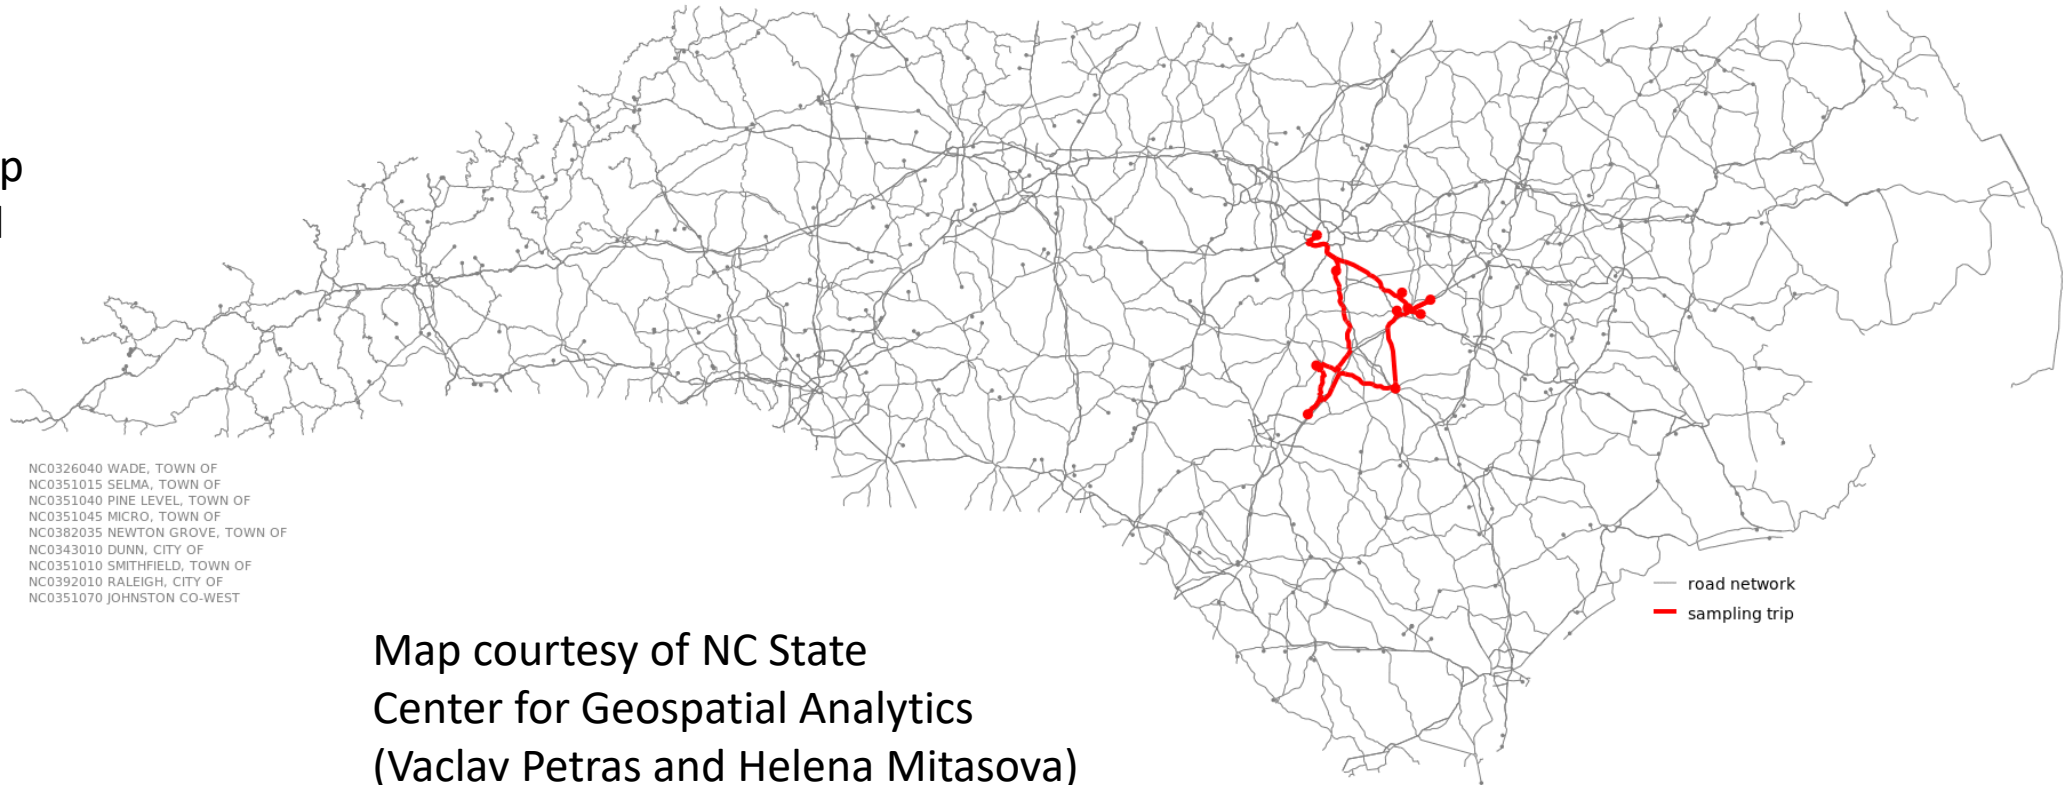 p
NC0326040 WADE, TOWN OF
NC0351015 SELMA, TOWN OF
NC0351040 PINE LEVEL, TOWN OF
NC0351045 MICRO, TOWN OF
NC0382035 NEWTON GROVE, TOWN OF
NC0343010 DUNN, CITY OF
NC0351010 SMITHFIELD, TOWN OF
NC0392010 RALEIGH, CITY OF
NC0351070 JOHNSTON CO-WEST
road network
sampling trip
Map courtesy of NC State
Center for Geospatial Analytics
(Vaclav Petras and Helena Mitasova)